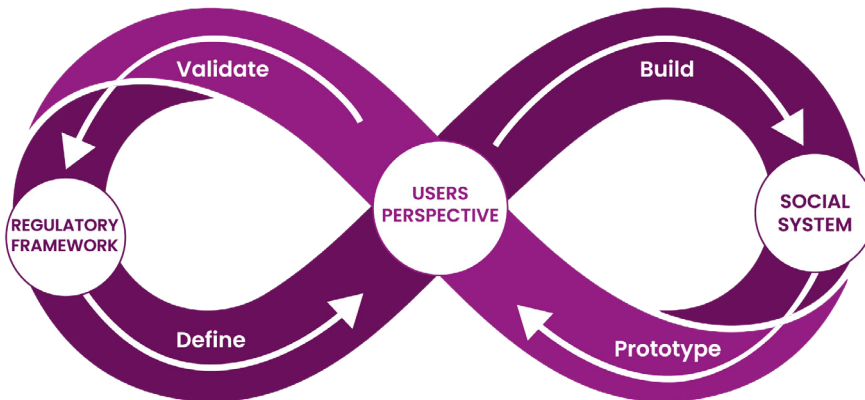 Validate
Build
USERS
PERSPECTIVE
SOCIAL
SYSTEM
REGULATORY
FRAMEWORK
Define
Prototype